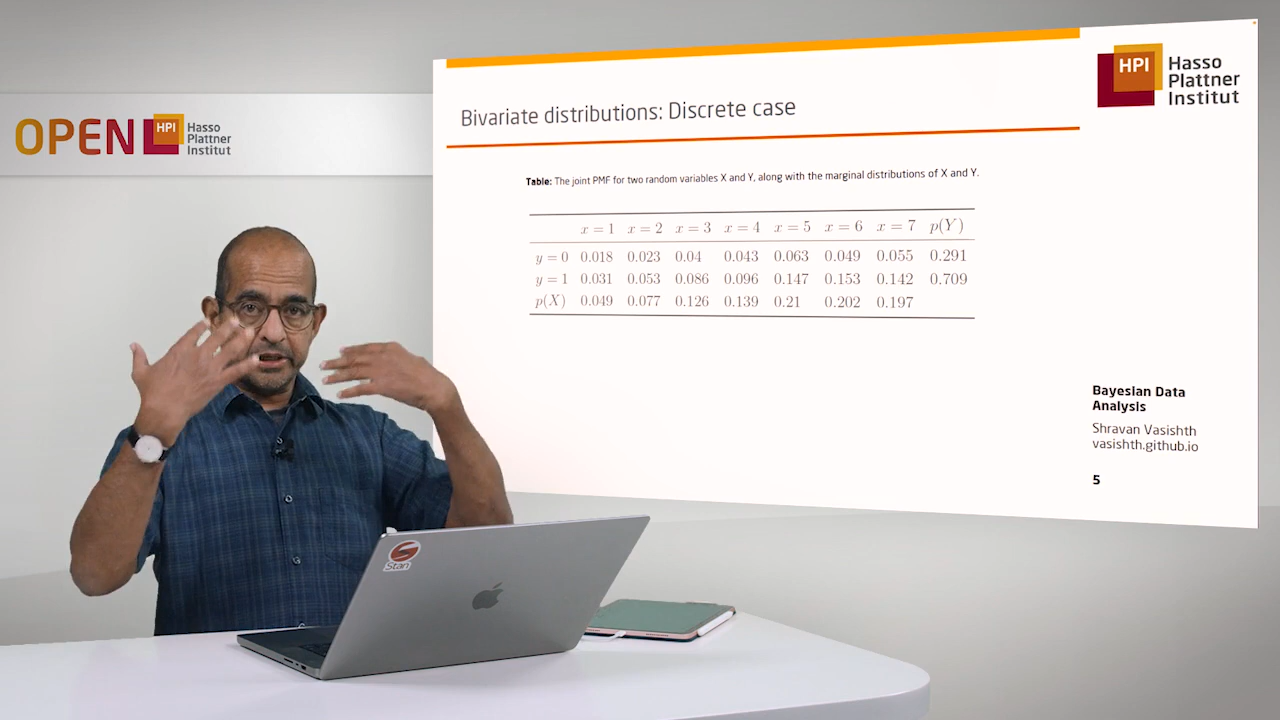 OPEN HPI Hasso
Plattner
Institut
HPI Hasso
Plattner
Institut
Bivariate distributions: Discrete case
Table: The joint PMF for two random variables X and Y, along with the marginal distributions of X and Y.
x = 1 x = 2 x = 3 x = 4 x = 5 x = 6 x = 7 p(Y)
y = 0 0.018 0.023 0.04 0.043 0.063 0.049 0.055 0.291
y = 1 0.031 0.053 0.086 0.096 0.147 0.153 0.142 0.709
p(X) 0.049 0.077 0.126 0.139 0.21 0.202 0.197
Bayesian Data
Analysis
Shravan Vasishth
vasishth.github.io
5
Stan